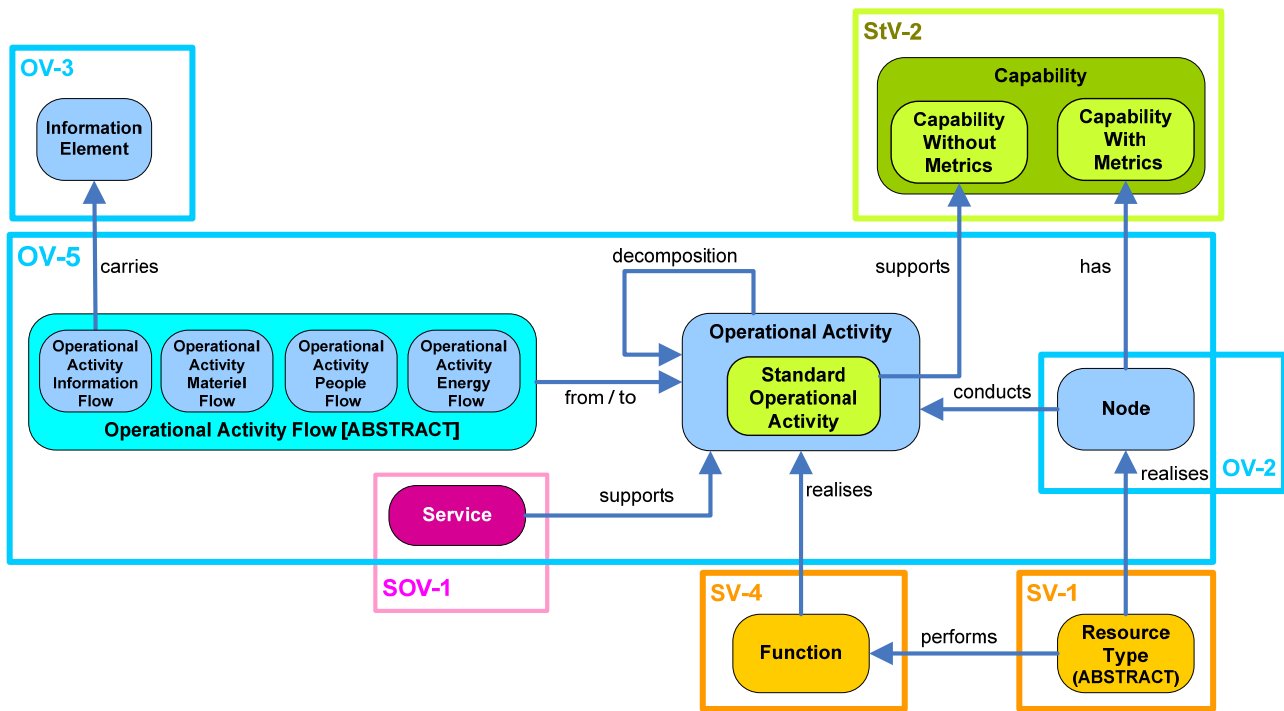 StV-2
OV-3
Capability
Information
Element
Capability
Without
Metrics
Capability
With
Metrics
OV-5
carries
decomposition
supports
has
Operational
Activity
Information
Flow
Operational
Activity
Materiel
Flow
Operational
Activity
People
Flow
Operational
Activity
Energy
Flow
Operational Activity Flow [ABSTRACT]
from / to
Operational Activity
Standard
Operational
Activity
conducts
Node
OV-2
Service
supports
realises
realises
SOV-1
SV-4
SV-1
Function
performs
Resource
Type
(ABSTRACT)